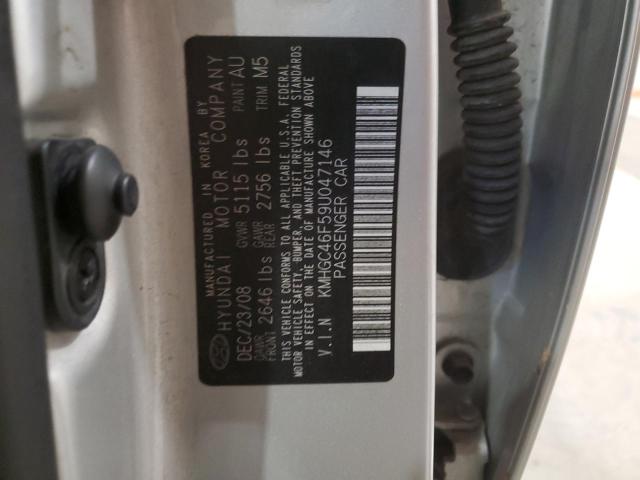 MANUFACTURED IN KOREA BY
HYUNDAI MOTOR COMPANY
DEC/23/08 GVWR 5115 lbs PAINT AU
GAWR FRONT 2646 lbs GAWR REAR 2756 lbs TRIM M5
THIS VEHICLE CONFORMS TO ALL APPLICABLE U.S.A. FEDERAL
MOTOR VEHICLE SAFETY, BUMPER, AND THEFT PREVENTION STANDARDS
IN EFFECT ON THE DATE OF MANUFACTURE SHOWN ABOVE
V.I.N KMHGC46F59U047146
PASSENGER CAR